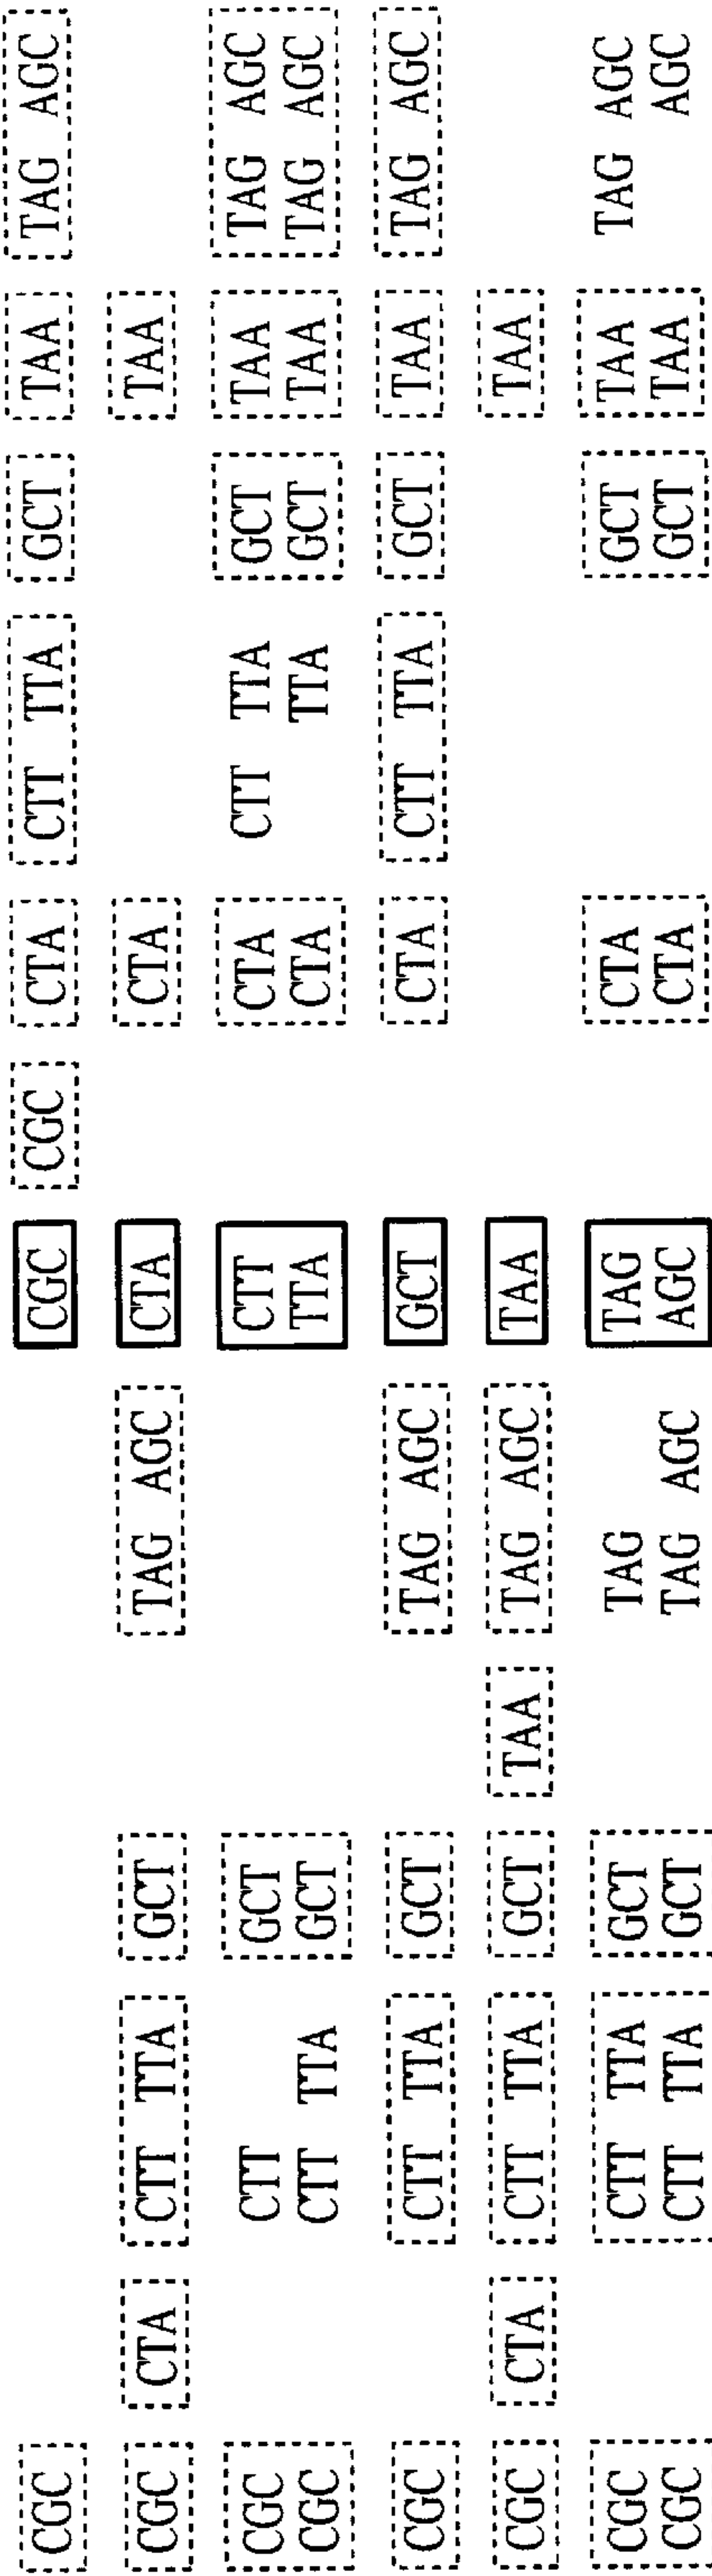 CGC CGC CGC CTA CTT TTA GCT TAA TAG AGC
CGC CTA CTT TTA GCT TAG AGC CTA CTA TAA
CGC CTT GCT CTT CTA CTT TTA GCT TAA TAG AGC
CGC CTT TTA GCT TTA CTA TTA GCT TAA TAG AGC
CGC CTT TTA GCT TAG AGC GCT CTA CTT TTA GCT TAA TAG AGC
CGC CTA CTT TTA GCT TAA TAG AGC TAA TAA
CGC CTT TTA GCT TAG TAG CTA GCT TAA TAG AGC
CGC CTT TTA GCT TAG AGC AGC CTA GCT TAA AGC